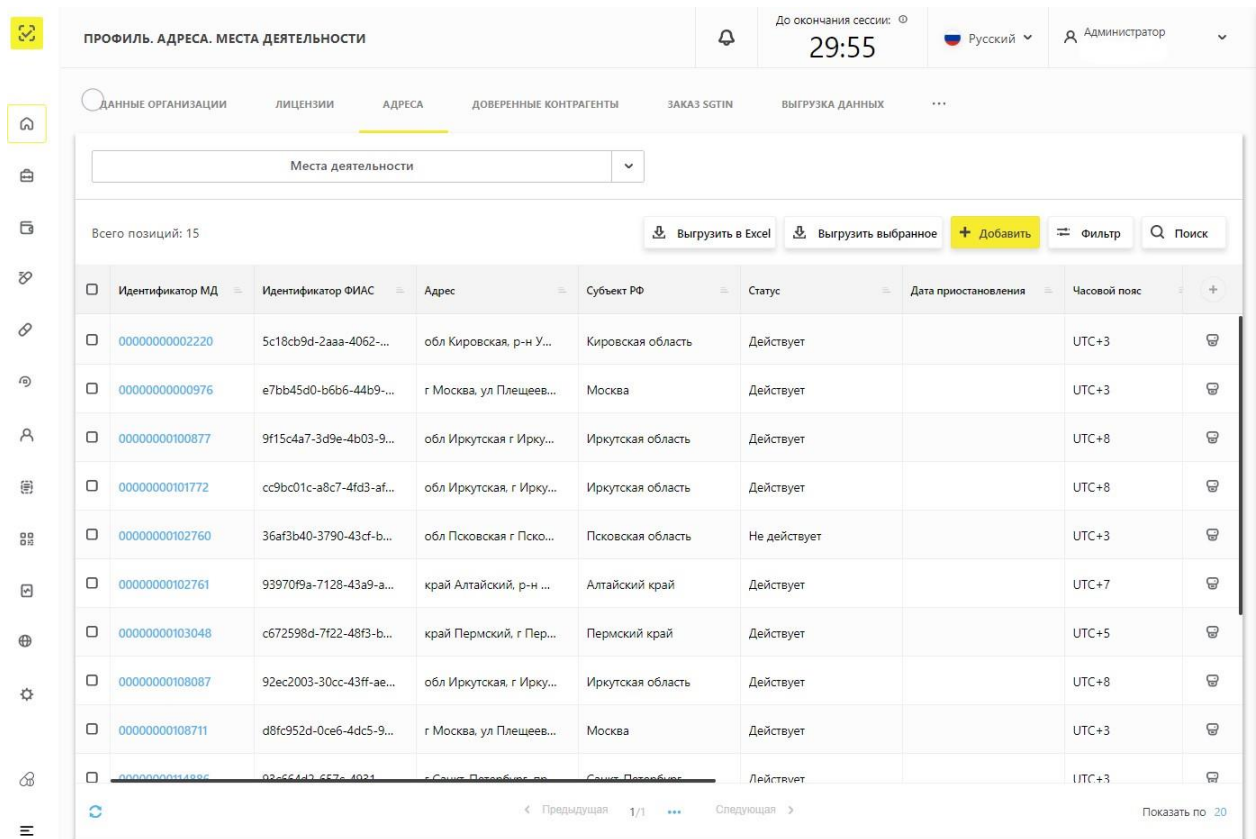 До окончания сессии:
ПРОФИЛЬ. АДРЕСА. МЕСТА ДЕЯТЕЛЬНОСТИ 29:55 Русский Администратор
ДАННЫЕ ОРГАНИЗАЦИИ ЛИЦЕНЗИИ АДРЕСА ДОВЕРЕННЫЕ КОНТРАГЕНТЫ ЗАКАЗ SGTIN ВЫГРУЗКА ДАННЫХ ...
Места деятельности
Всего позиций: 15 Выгрузить в Excel Выгрузить выбранное + Добавить Фильтр Поиск
Идентификатор МД Идентификатор ФИАС Адрес Субъект РФ Статус Дата приостановления Часовой пояс +
00000000002220 5c18cb9d-2aaa-4062-... обл Кировская, р-н У... Кировская область Действует UTC+3
00000000000976 e7bb45d0-b6b6-44b9-... г Москва, ул Плещеев... Москва Действует UTC+3
00000000100877 9f15c4a7-3d9e-4b03-9... обл Иркутская г Ирку... Иркутская область Действует UTC+8
00000000101772 cc9bc01c-a8c7-4fd3-af... обл Иркутская, г Ирку... Иркутская область Действует UTC+8
00000000102760 36af3b40-3790-43cf-b... обл Псковская г Пско... Псковская область Не действует UTC+3
00000000102761 93970f9a-7128-43a9-a... край Алтайский, р-н ... Алтайский край Действует UTC+7
00000000103048 c672598d-7f22-48f3-b... край Пермский, г Пер... Пермский край Действует UTC+5
00000000108087 92ec2003-30cc-43ff-ae... обл Иркутская, г Ирку... Иркутская область Действует UTC+8
00000000108711 d8fc952d-0ce6-4dc5-9... г Москва, ул Плещеев... Москва Действует UTC+3
00000000114886 г Санкт-Петербург, пр... Санкт-Петербург Действует UTC+3
Предыдущая 1/1 ... Следующая Показать по 20